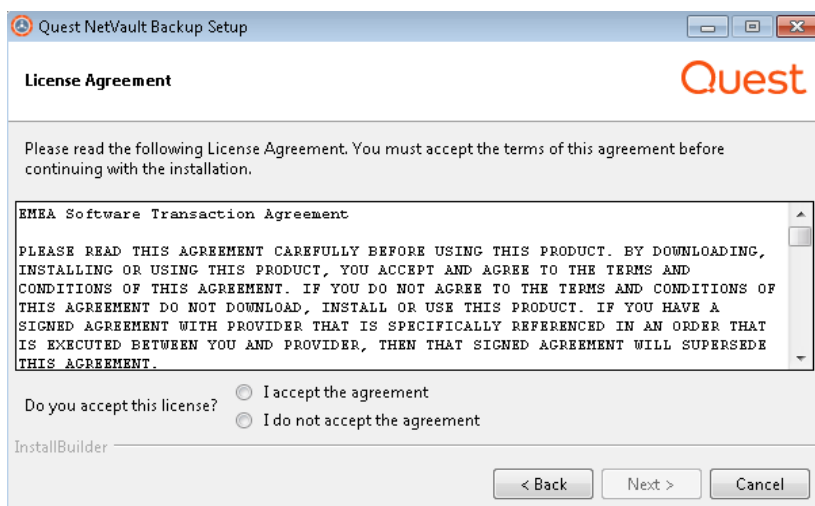 Quest NetVault Backup Setup
License Agreement
Quest
Please read the following License Agreement. You must accept the terms of this agreement before
continuing with the installation.
EMEA Software Transaction Agreement
PLEASE READ THIS AGREEMENT CAREFULLY BEFORE USING THIS PRODUCT. BY DOWNLOADING,
INSTALLING OR USING THIS PRODUCT, YOU ACCEPT AND AGREE TO THE TERMS AND
CONDITIONS OF THIS AGREEMENT. IF YOU DO NOT AGREE TO THE TERMS AND CONDITIONS OF
THIS AGREEMENT DO NOT DOWNLOAD, INSTALL OR USE THIS PRODUCT. IF YOU HAVE A
SIGNED AGREEMENT WITH PROVIDER THAT IS SPECIFICALLY REFERENCED IN AN ORDER THAT
IS EXECUTED BETWEEN YOU AND PROVIDER, THEN THAT SIGNED AGREEMENT WILL SUPERSEDE
THIS AGREEMENT.
Do you accept this license?
I accept the agreement
I do not accept the agreement
InstallBuilder
< Back
Next >
Cancel